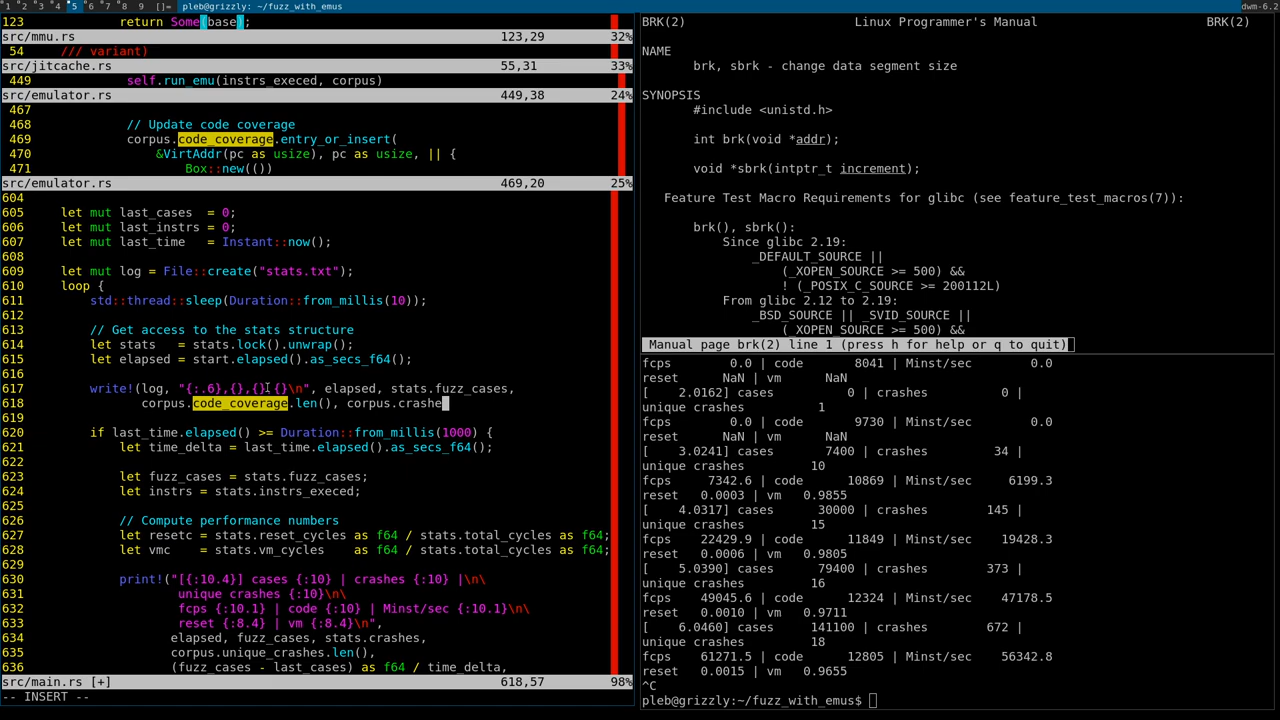 1 2 3 4 5 6 7 8 9 []= pleb@grizzly: ~/fuzz_with_emus dwm-6.2
123 return Some(base);
src/mmu.rs 123,29 32%
54 /// variant)
src/jitcache.rs 55,31 33%
449 self.run_emu(instrs_execed, corpus)
src/emulator.rs 449,38 24%
467
468 // Update code coverage
469 corpus.code_coverage.entry_or_insert(
470 &VirtAddr(pc as usize), pc as usize, || {
471 Box::new(())
src/emulator.rs 469,20 25%
604
605 let mut last_cases = 0;
606 let mut last_instrs = 0;
607 let mut last_time = Instant::now();
608
609 let mut log = File::create("stats.txt");
610 loop {
611 std::thread::sleep(Duration::from_millis(10));
612
613 // Get access to the stats structure
614 let stats = stats.lock().unwrap();
615 let elapsed = start.elapsed().as_secs_f64();
616
617 write!(log, "{:.6},{},{},{}\n", elapsed, stats.fuzz_cases,
618 corpus.code_coverage.len(), corpus.crashe
619
620 if last_time.elapsed() >= Duration::from_millis(1000) {
621 let time_delta = last_time.elapsed().as_secs_f64();
622
623 let fuzz_cases = stats.fuzz_cases;
624 let instrs = stats.instrs_execed;
625
626 // Compute performance numbers
627 let resetc = stats.reset_cycles as f64 / stats.total_cycles as f64;
628 let vmc = stats.vm_cycles as f64 / stats.total_cycles as f64;
629
630 print!("[{:10.4}] cases {:10} | crashes {:10} |\n\
631 unique crashes {:10}\n\
632 fcps {:10.1} | code {:10} | Minst/sec {:10.1}\n\
633 reset {:8.4} | vm {:8.4}\n",
634 elapsed, fuzz_cases, stats.crashes,
635 corpus.unique_crashes.len(),
636 (fuzz_cases - last_cases) as f64 / time_delta,
src/main.rs [+] 618,57 98%
-- INSERT --
BRK(2) Linux Programmer's Manual BRK(2)
NAME
brk, sbrk - change data segment size
SYNOPSIS
#include <unistd.h>
int brk(void *addr);
void *sbrk(intptr_t increment);
Feature Test Macro Requirements for glibc (see feature_test_macros(7)):
brk(), sbrk():
Since glibc 2.19:
_DEFAULT_SOURCE ||
(_XOPEN_SOURCE >= 500) &&
! (_POSIX_C_SOURCE >= 200112L)
From glibc 2.12 to 2.19:
_BSD_SOURCE || _SVID_SOURCE ||
(_XOPEN_SOURCE >= 500) &&
Manual page brk(2) line 1 (press h for help or q to quit)
fcps 0.0 | code 8041 | Minst/sec 0.0
reset NaN | vm NaN
[ 2.0162] cases 0 | crashes 0 |
unique crashes 1
fcps 0.0 | code 9730 | Minst/sec 0.0
reset NaN | vm NaN
[ 3.0241] cases 7400 | crashes 34 |
unique crashes 10
fcps 7342.6 | code 10869 | Minst/sec 6199.3
reset 0.0003 | vm 0.9855
[ 4.0317] cases 30000 | crashes 145 |
unique crashes 15
fcps 22429.9 | code 11849 | Minst/sec 19428.3
reset 0.0006 | vm 0.9805
[ 5.0390] cases 79400 | crashes 373 |
unique crashes 16
fcps 49045.6 | code 12324 | Minst/sec 47178.5
reset 0.0010 | vm 0.9711
[ 6.0460] cases 141100 | crashes 672 |
unique crashes 18
fcps 61271.5 | code 12805 | Minst/sec 56342.8
reset 0.0015 | vm 0.9655
^C
pleb@grizzly:~/fuzz_with_emus$